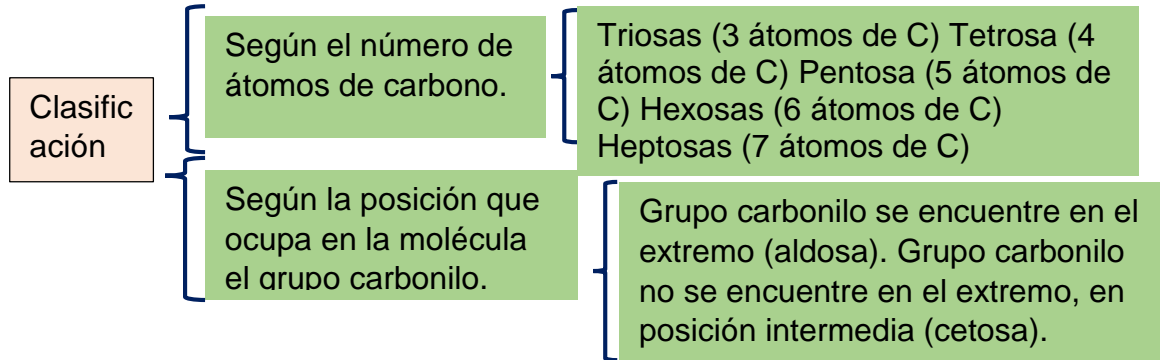 Clasific
ación
Según el número de
átomos de carbono.
Triosas (3 átomos de C) Tetrosa (4
átomos de C) Pentosa (5 átomos de
C) Hexosas (6 átomos de C)
Heptosas (7 átomos de C)
Según la posición que
ocupa en la molécula
el grupo carbonilo.
Grupo carbonilo se encuentre en el
extremo (aldosa). Grupo carbonilo
no se encuentre en el extremo, en
posición intermedia (cetosa).